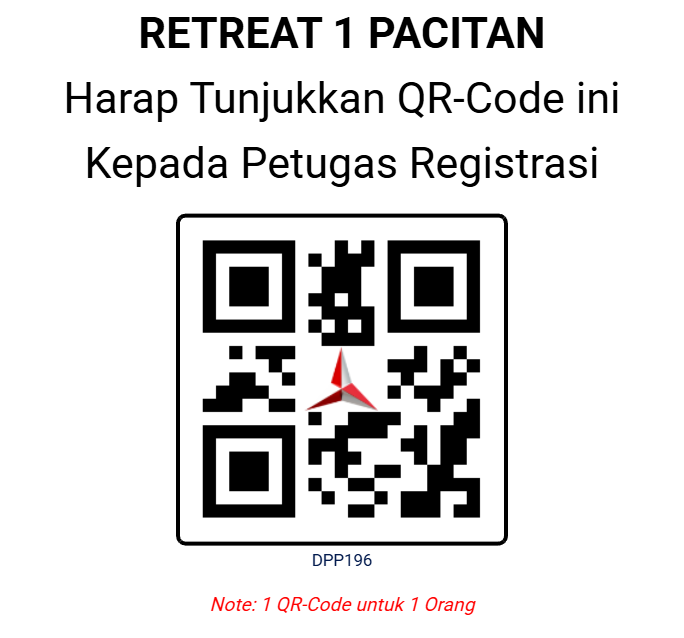 RETREAT 1 PACITAN
Harap Tunjukkan QR-Code ini
Kepada Petugas Registrasi
DPP196
Note: 1 QR-Code untuk 1 Orang